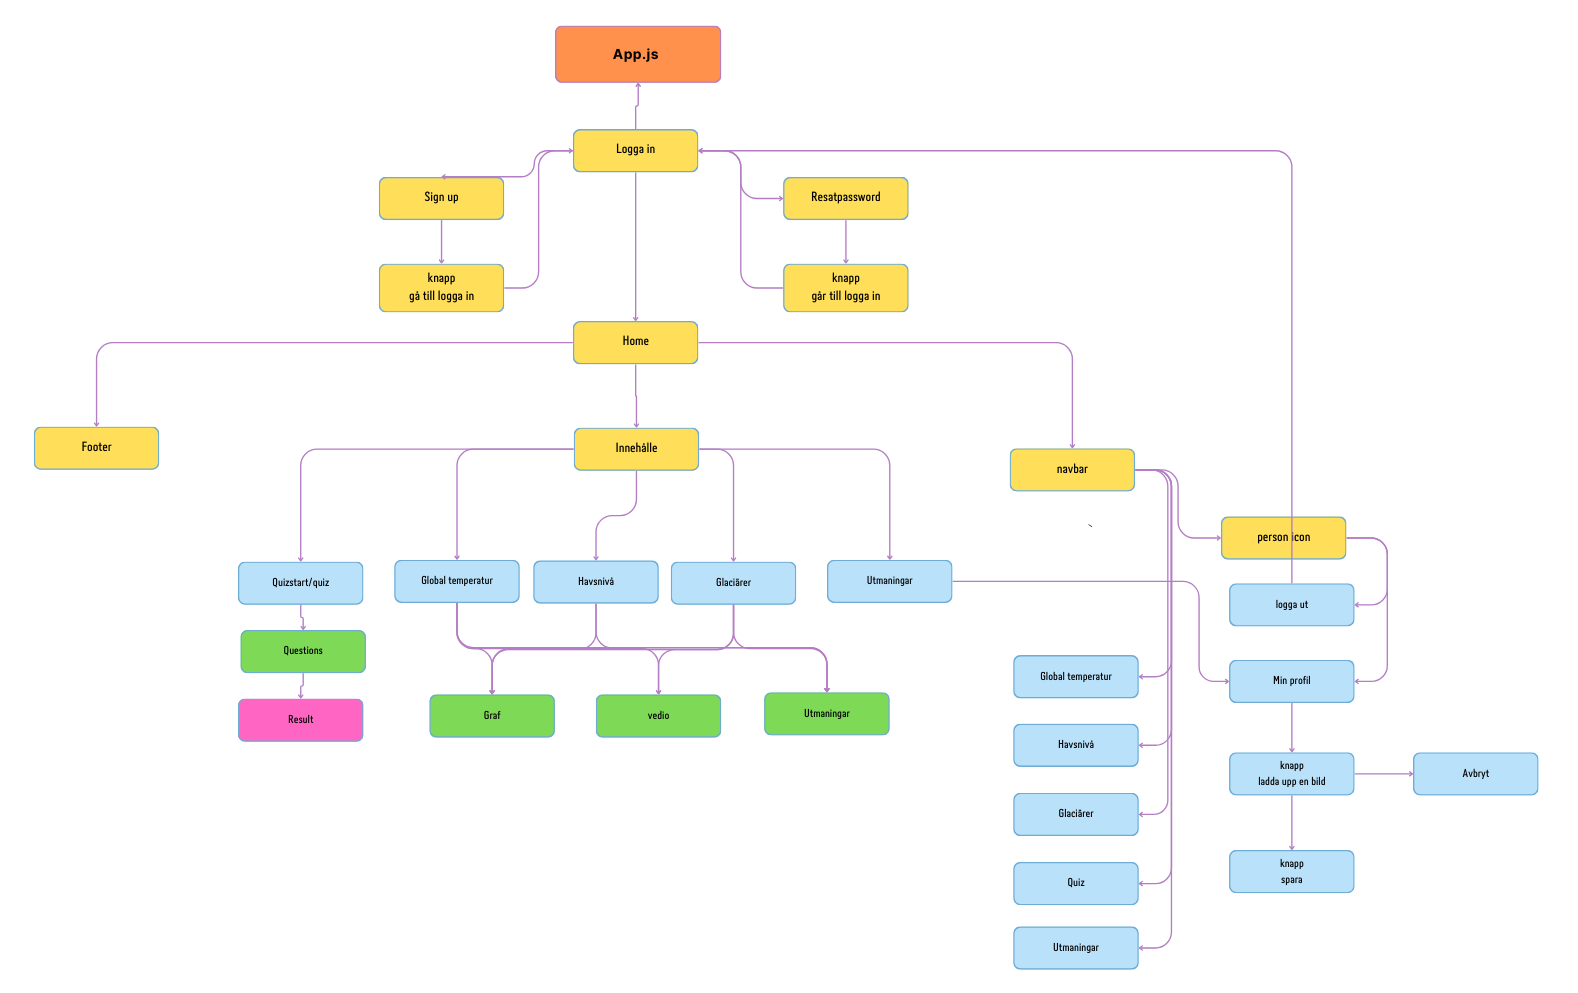 App.js
Logga in
Sign up
Resatpassword
knapp
gå till logga in
knapp
går till logga in
Home
Footer
Innehålle
navbar
person icon
Quizstart/quiz
Global temperatur
Havsnivå
Glaciärer
Utmaningar
logga ut
Questions
Global temperatur
Min profil
Result
Graf
vedio
Utmaningar
Havsnivå
knapp
ladda upp en bild
Avbryt
Glaciärer
knapp
spara
Quiz
Utmaningar